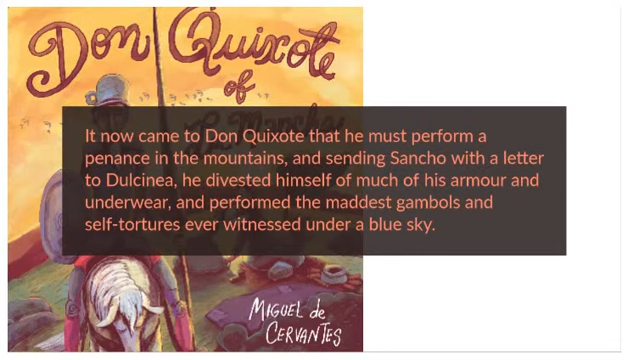 Don Quixote
of
La Mancha
It now came to Don Quixote that he must perform a
penance in the mountains, and sending Sancho with a letter
to Dulcinea, he divested himself of much of his armour and
underwear, and performed the maddest gambols and
self-tortures ever witnessed under a blue sky.
MIGUEL de
CERVANTES